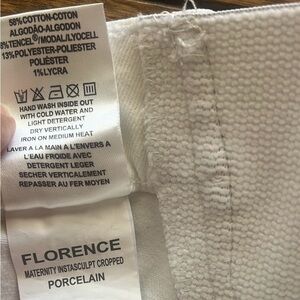 58%COTTON-COTON
ALGODÃO-ALGODON
8%TENCEL®/MODAL/LYOCELL
13%POLYESTER-POLIESTER
POLIÉSTER
1%LYCRA
HAND WASH INSIDE OUT
WITH COLD WATER AND
LIGHT DETERGENT
DRY VERTICALLY
IRON ON MEDIUM HEAT
LAVER A LA MAIN A L'ENVERS A
L'EAU FROIDE AVEC
DETERGENT LEGER
SECHER VERTICALEMENT
REPASSER AU FER MOYEN
FLORENCE
MATERNITY INSTASCULPT CROPPED
PORCELAIN